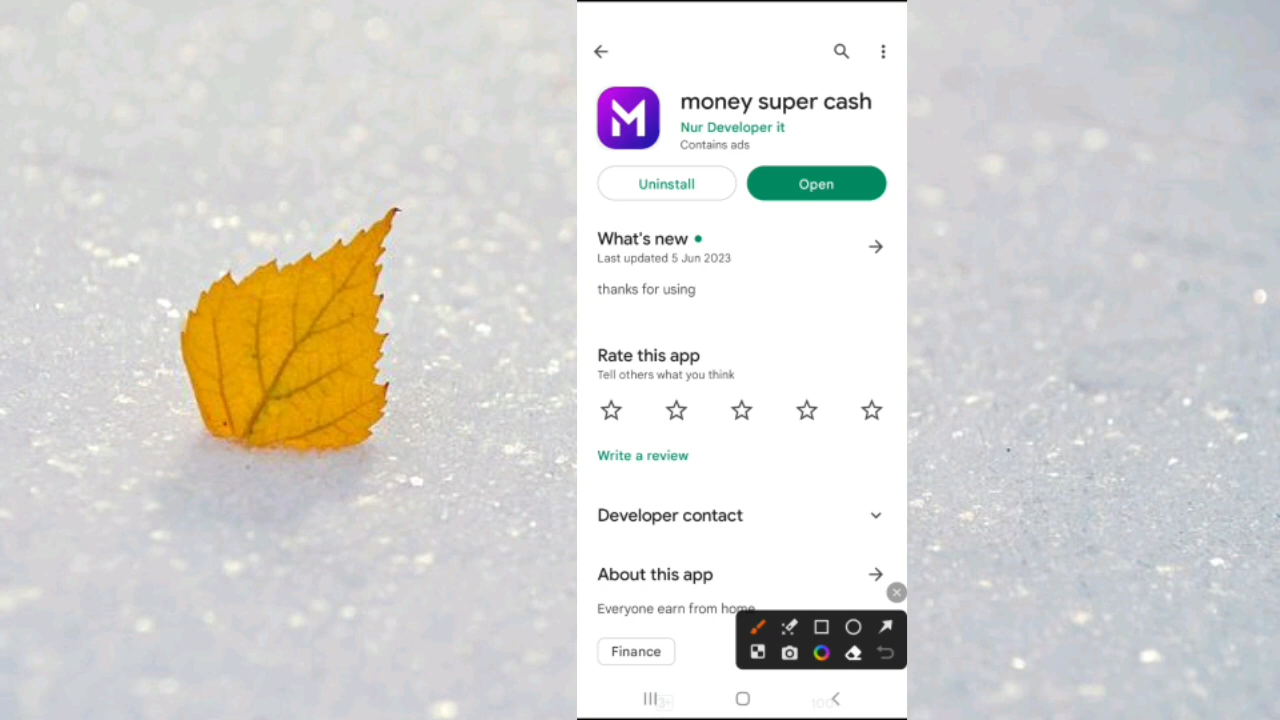 money super cash
Nur Developer it
Contains ads
Uninstall
Open
What's new
Last updated 5 Jun 2023
thanks for using
Rate this app
Tell others what you think
Write a review
Developer contact
About this app
Everyone earn from home
Finance
3+
100